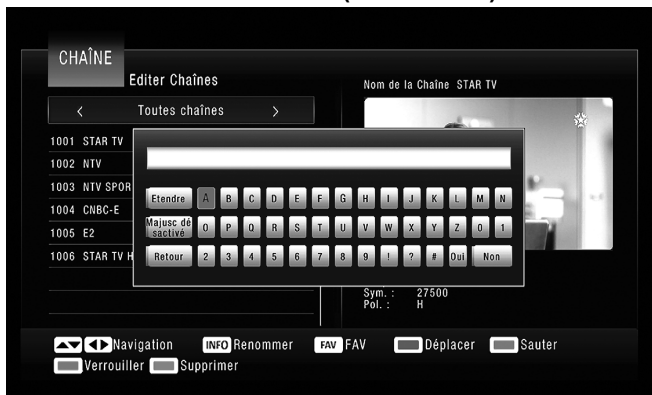 CHAÎNE
Editer Chaînes
Nom de la Chaîne STAR TV
< Toutes chaînes >
1001 STAR TV
1002 NTV
1003 NTV SPOR
1004 CNBC-E
1005 E2
1006 STAR TV H
Etendre A B C D E F G H I J K L M N
Majusc dé
sactivé O P Q R S T U V W X Y Z 0 1
Retour 2 3 4 5 6 7 8 9 ! ? # Oui Non
Sym. : 27500
Pol. : H
Navigation INFO Renommer FAV FAV Déplacer Sauter
Verrouiller Supprimer